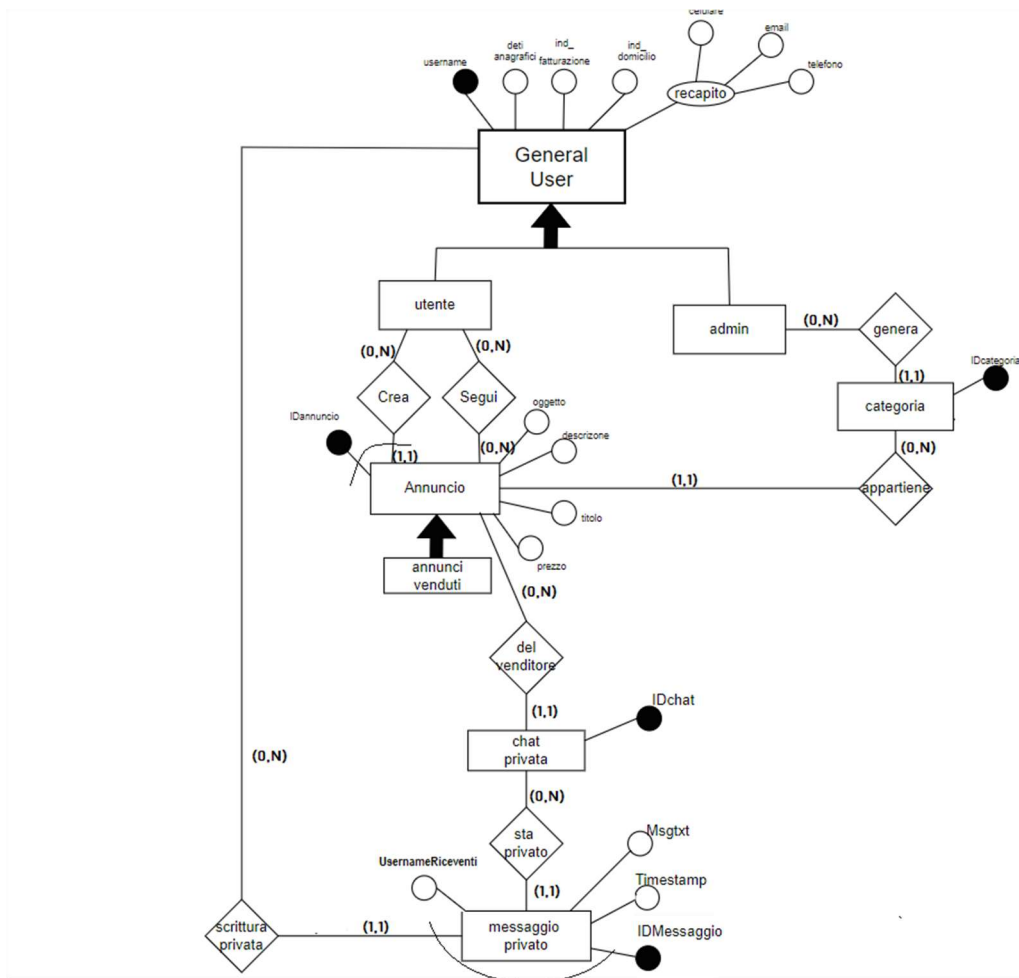 celulare
email
deti
anagrafici
ind_
fatturazione
ind_
domicilio
username
telefono
recapito
General
User
utente
admin
(0,N)
genera
(0,N)
(0,N)
IDcategoria
(1,1)
Crea
Segui
categoria
oggetto
IDannuncio
descrizone
(1,1)
(0,N)
(0,N)
Annuncio
(1,1)
appartiene
titolo
prezzo
annunci
venduti
(0,N)
del
venditore
IDchat
(1,1)
chat
privata
(0,N)
(0,N)
Msgtxt
sta
privato
UsernameRiceventi
Timestamp
(1,1)
scrittura
privata
(1,1)
messaggio
privato
IDMessaggio